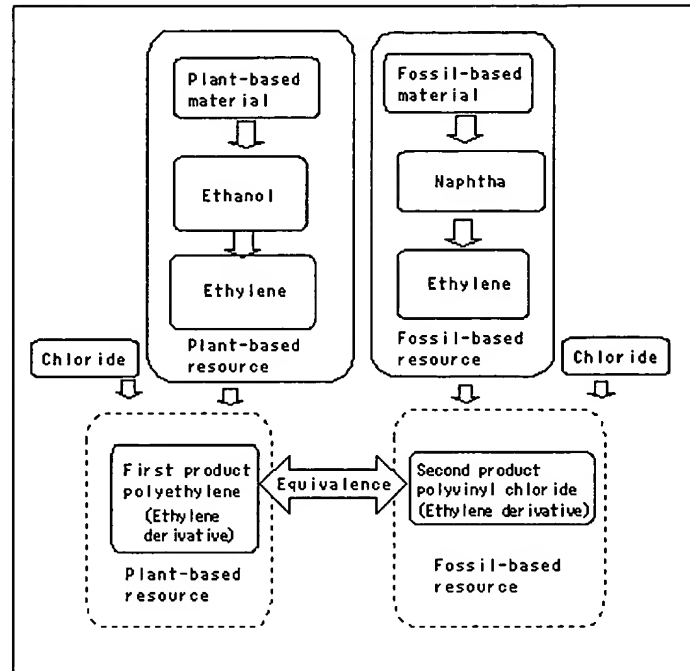 Plant-based
material
Ethanol
Ethylene
Plant-based
resource
Fossil-based
material
Naphtha
Ethylene
Fossil-based
resource
Chloride
Chloride
First product
polyethylene
(Ethylene
derivative)
Plant-based
resource
Equivalence
Second product
polyvinyl chloride
(Ethylene derivative)
Fossil-based
resource